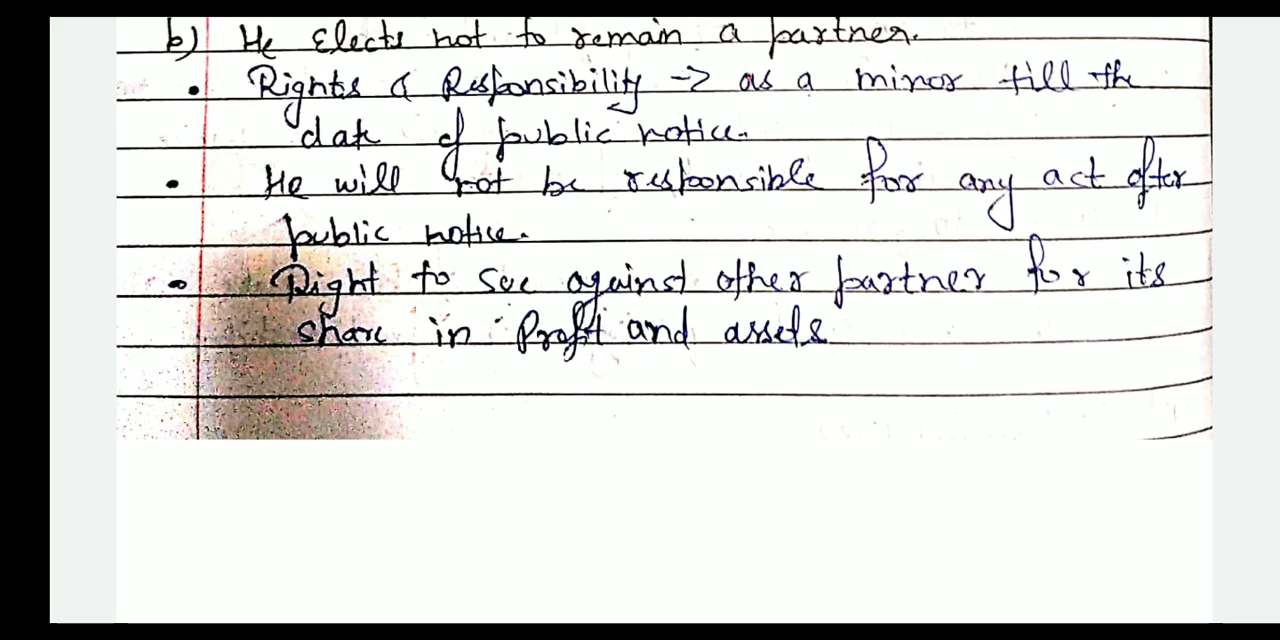 b) He Elects not to remain a partner.
• Rights & Responsibility -> as a minor till the
date of public notice.
• He will not be responsible for any act after
public notice.
• Right to sue against other partner for its
share in Profit and assets